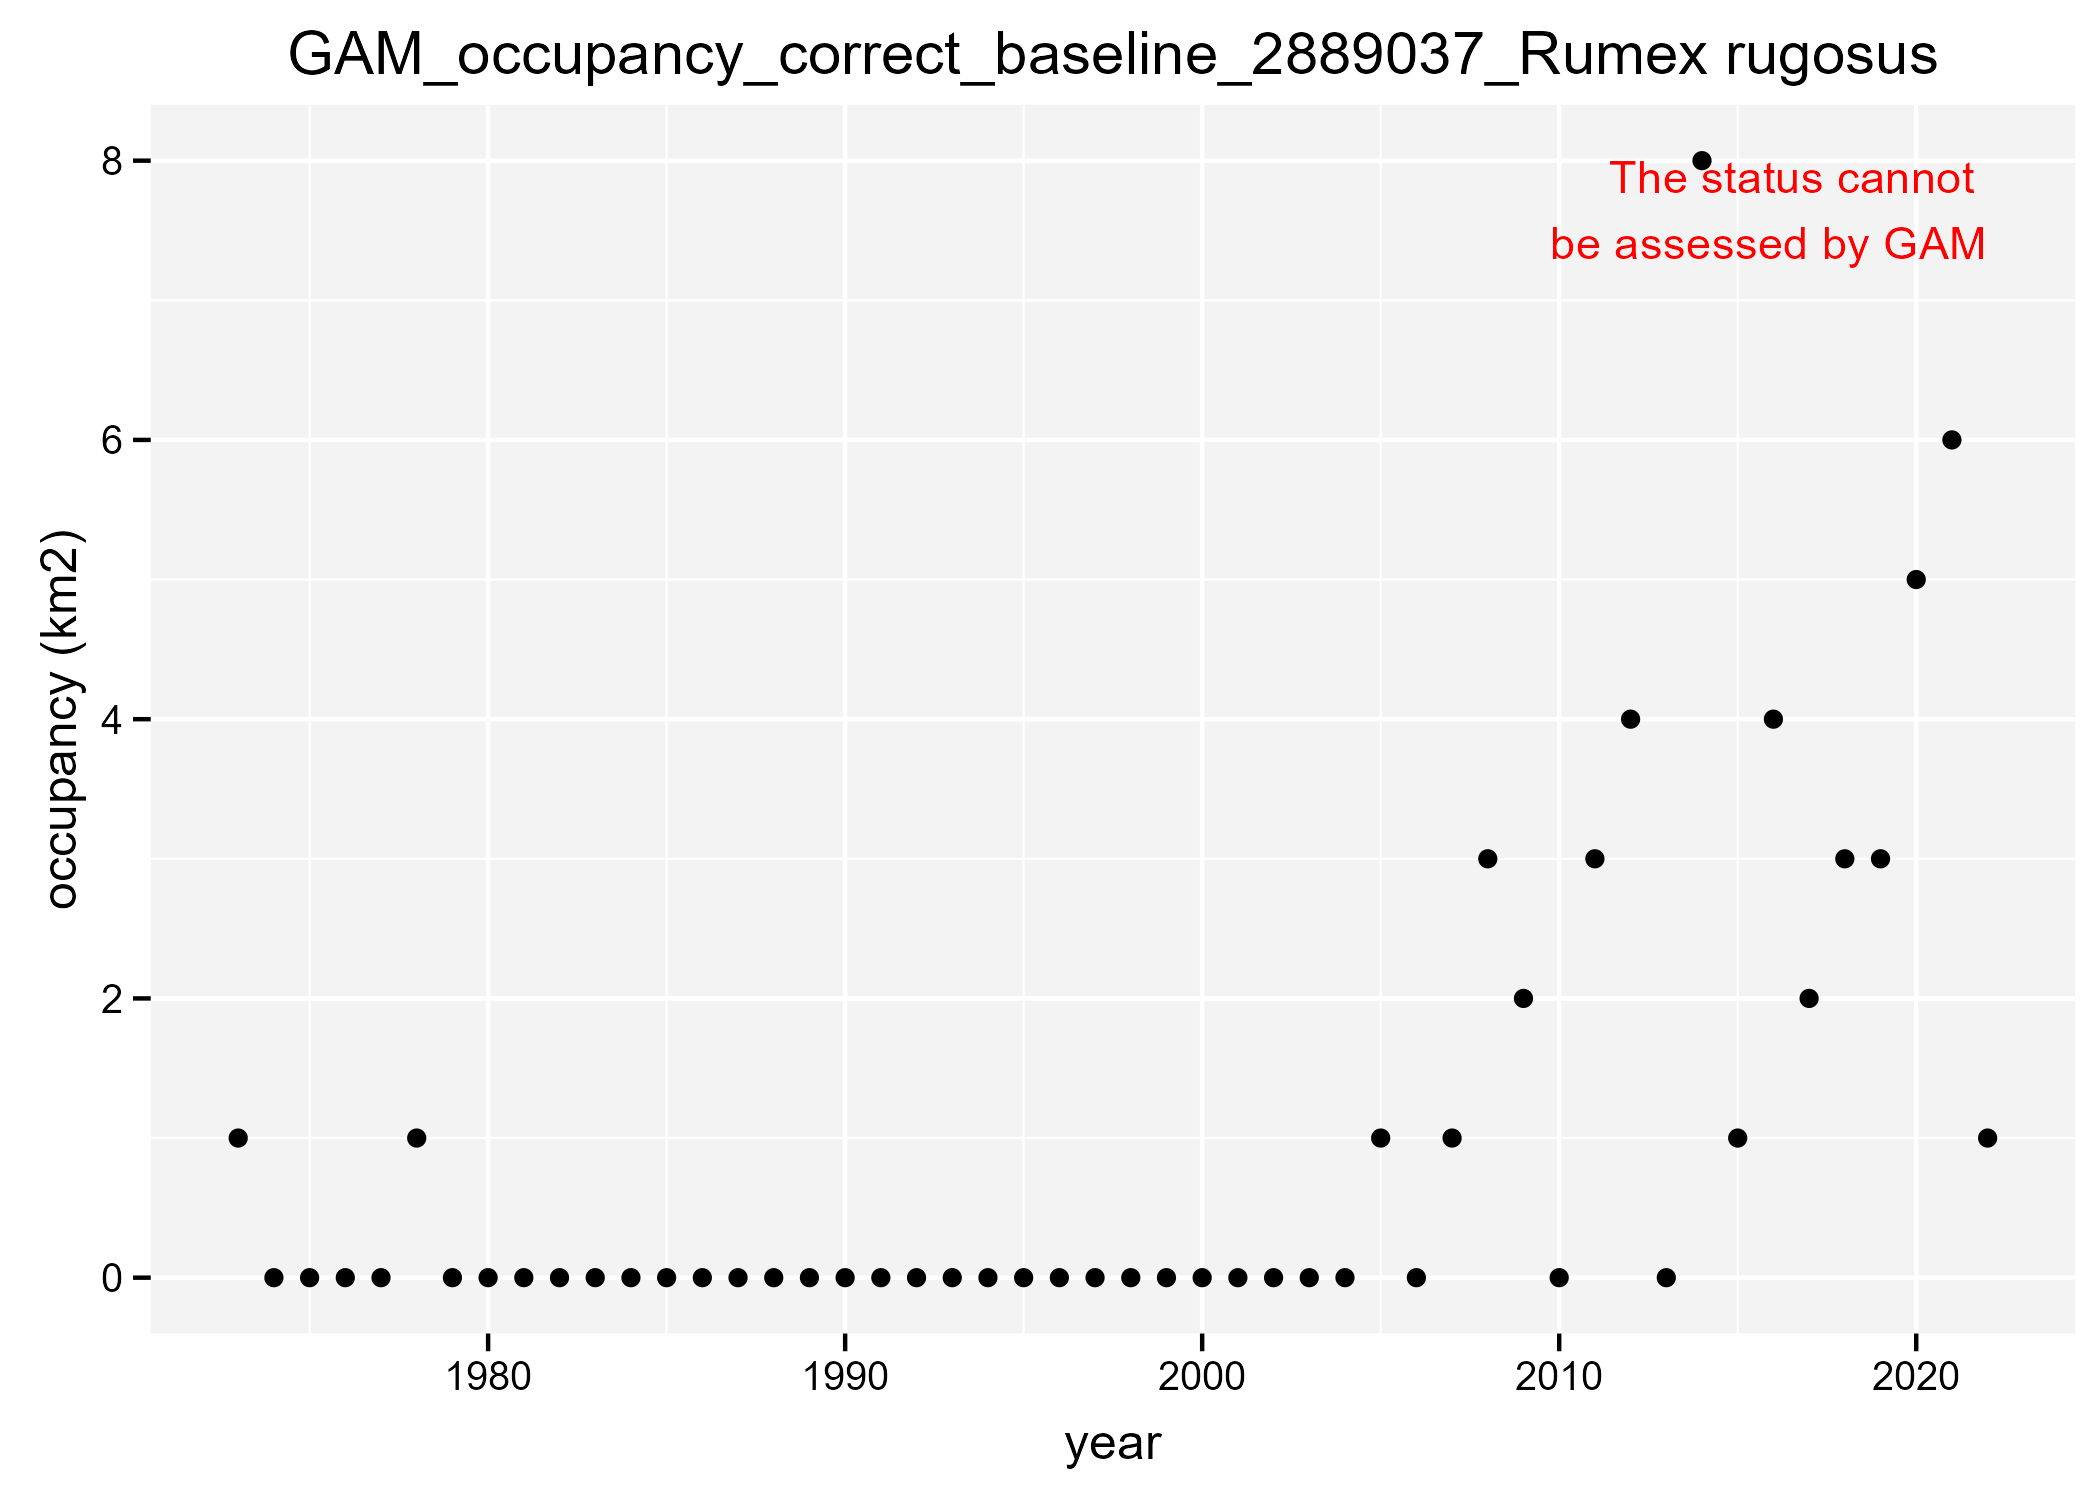 GAM_occupancy_correct_baseline_2889037_Rumex rugosus
8
The status cannot
be assessed by GAM
6
occupancy (km2)
4
2
0
1980 1990 2000 2010 2020
year